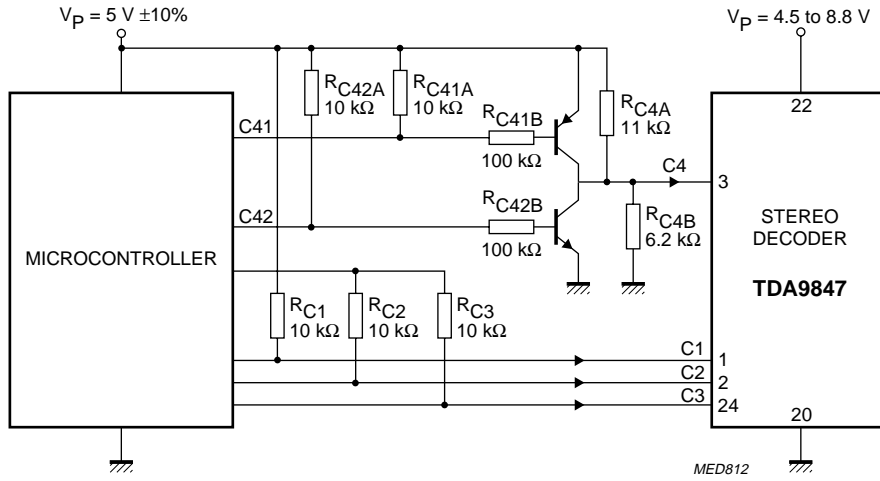 V_P = 5 V ±10%
V_P = 4.5 to 8.8 V
R_C42A
10 kΩ
R_C41A
10 kΩ
R_C41B
100 kΩ
R_C4A
11 kΩ
22
C41
C4
3
C42
R_C42B
100 kΩ
R_C4B
6.2 kΩ
STEREO
DECODER
TDA9847
MICROCONTROLLER
R_C1
10 kΩ
R_C2
10 kΩ
R_C3
10 kΩ
C1
1
C2
2
C3
24
20
MED812